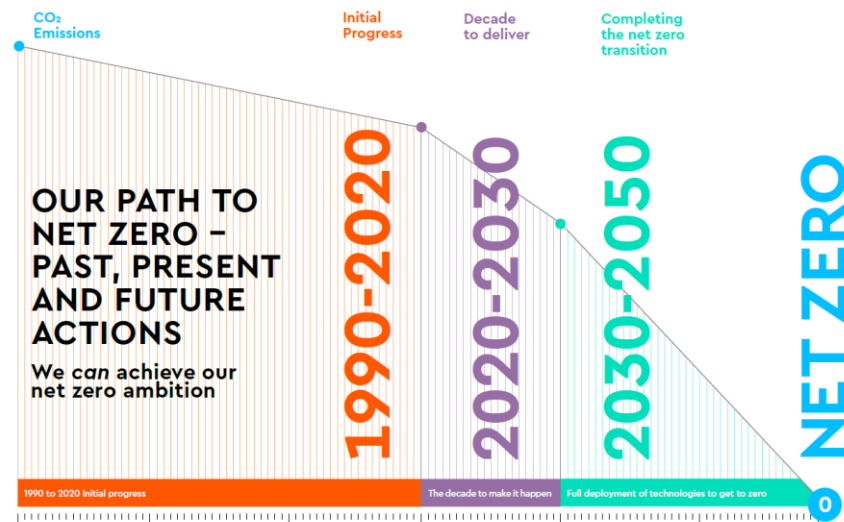 CO₂
Emissions
Initial
Progress
Decade
to deliver
Completing
the net zero
transition
OUR PATH TO
NET ZERO –
PAST, PRESENT
AND FUTURE
ACTIONS
We can achieve our
net zero ambition
1990-2020
2020-2030
2030-2050
NET ZERO
1990 to 2020 Initial progress
The decade to make it happen
Full deployment of technologies to get to zero
0